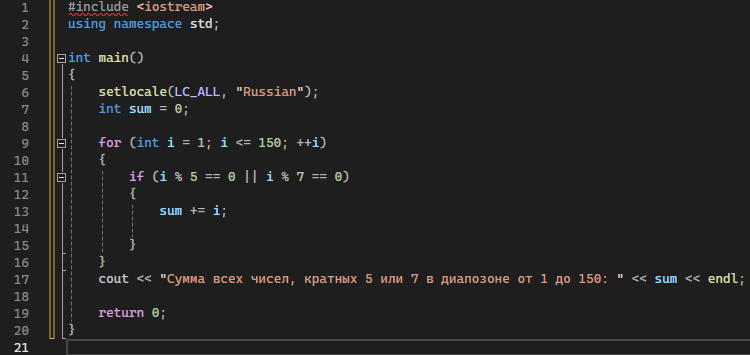 1 #include <iostream>
2 using namespace std;
3
4 int main()
5 {
6 setlocale(LC_ALL, "Russian");
7 int sum = 0;
8
9 for (int i = 1; i <= 150; ++i)
10 {
11 if (i % 5 == 0 || i % 7 == 0)
12 {
13 sum += i;
14
15 }
16 }
17 cout << "Сумма всех чисел, кратных 5 или 7 в диапозоне от 1 до 150: " << sum << endl;
18
19 return 0;
20 }
21